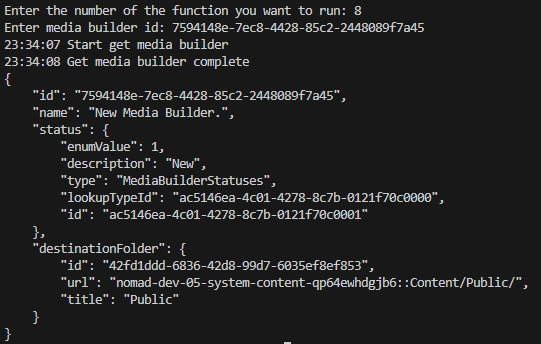 Enter the number of the function you want to run: 8
Enter media builder id: 7594148e-7ec8-4428-85c2-2448089f7a45
23:34:07 Start get media builder
23:34:08 Get media builder complete
{
    "id": "7594148e-7ec8-4428-85c2-2448089f7a45",
    "name": "New Media Builder.",
    "status": {
        "enumValue": 1,
        "description": "New",
        "type": "MediaBuilderStatuses",
        "lookupTypeId": "ac5146ea-4c01-4278-8c7b-0121f70c0000",
        "id": "ac5146ea-4c01-4278-8c7b-0121f70c0001"
    },
    "destinationFolder": {
        "id": "42fd1ddd-6836-42d8-99d7-6035ef8ef853",
        "url": "nomad-dev-05-system-content-qp64ewhdgjb6::Content/Public/",
        "title": "Public"
    }
}